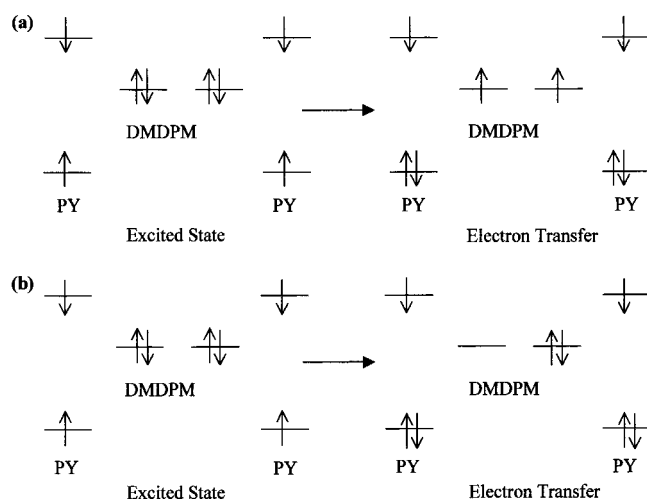 (a)
DMDPM DMDPM
PY PY PY PY
Excited State Electron Transfer
(b)
DMDPM DMDPM
PY PY PY PY
Excited State Electron Transfer